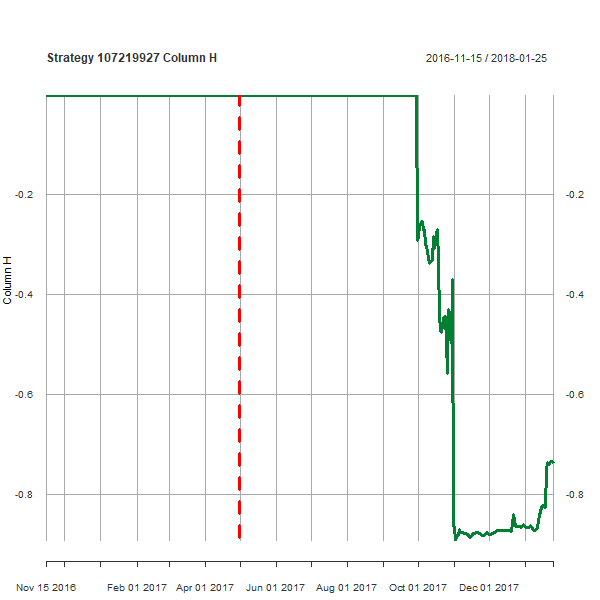 Strategy 107219927 Column H
2016-11-15 / 2018-01-25
-0.2 -0.2
-0.4 -0.4
-0.6 -0.6
-0.8 -0.8
Column H
Nov 15 2016 Feb 01 2017 Apr 01 2017 Jun 01 2017 Aug 01 2017 Oct 01 2017 Dec 01 2017